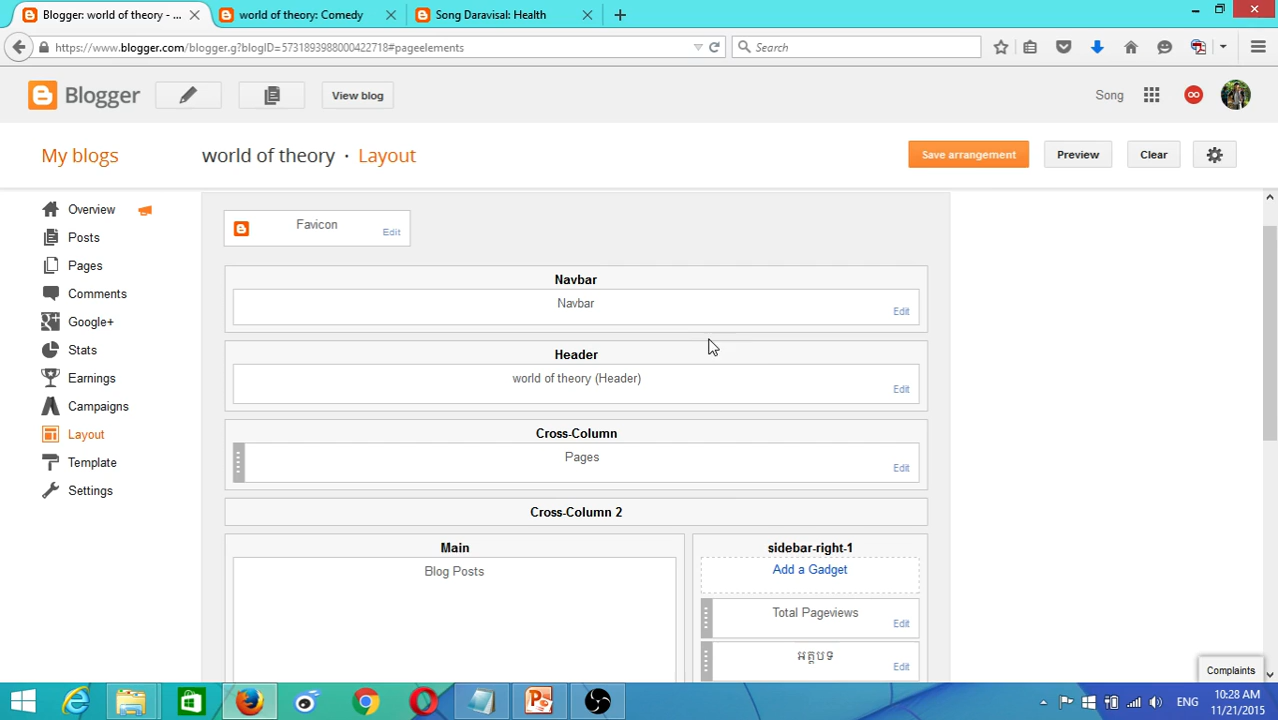 Blogger: world of theory - ...
world of theory: Comedy
Song Daravisal: Health
https://www.blogger.com/blogger.g?blogID=5731893988000422718#pageelements
Search
Blogger
View blog
Song
My blogs
world of theory · Layout
Save arrangement
Preview
Clear
Overview
Posts
Pages
Comments
Google+
Stats
Earnings
Campaigns
Layout
Template
Settings
Favicon
Edit
Navbar
Navbar
Edit
Header
world of theory (Header)
Edit
Cross-Column
Pages
Edit
Cross-Column 2
Main
Blog Posts
sidebar-right-1
Add a Gadget
Total Pageviews
Edit
អត្ថបទ
Edit
Complaints
ENG
10:28 AM
11/21/2015